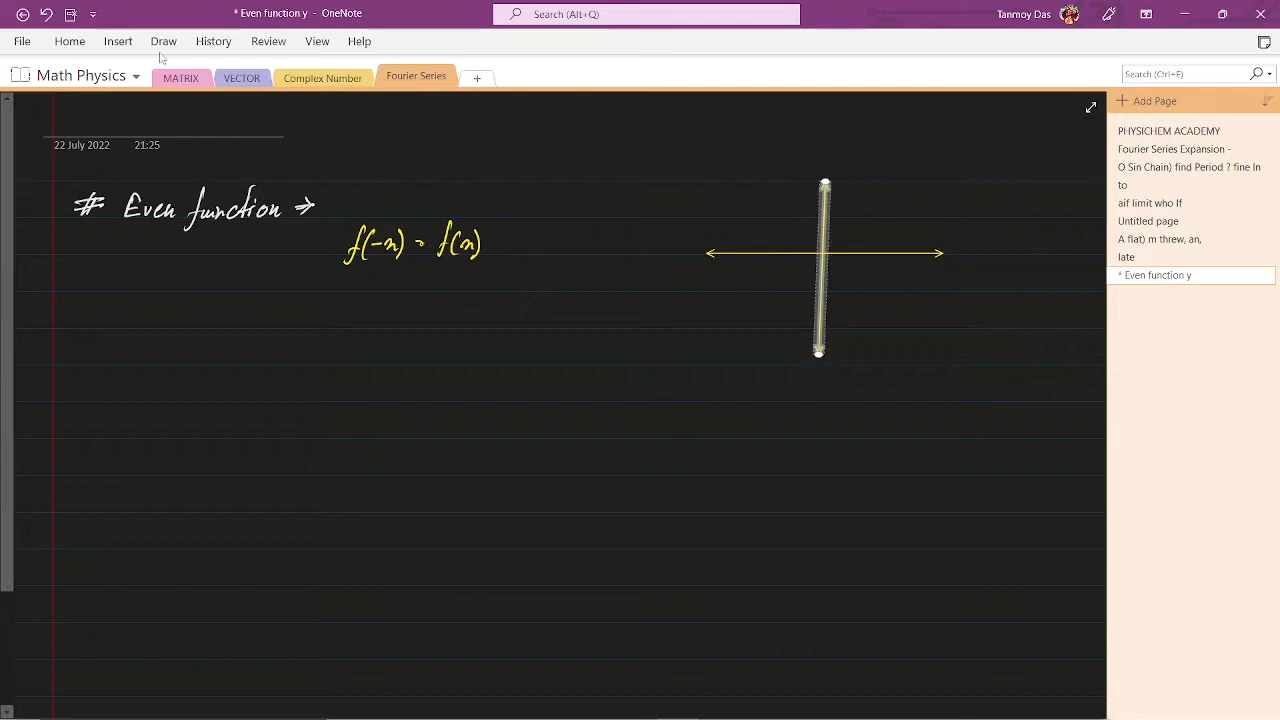 * Even function y - OneNote
Search (Alt+Q)
Tanmoy Das
File Home Insert Draw History Review View Help
Math Physics MATRIX VECTOR Complex Number Fourier Series +
Search (Ctrl+E)
Add Page
22 July 2022 21:25
# Even function →
f(-x) = f(x)
PHYSICHEM ACADEMY
Fourier Series Expansion -
O Sin Chain) find Period ? fine In
to
aif limit who If
Untitled page
A flat) m threw, an,
late
* Even function y